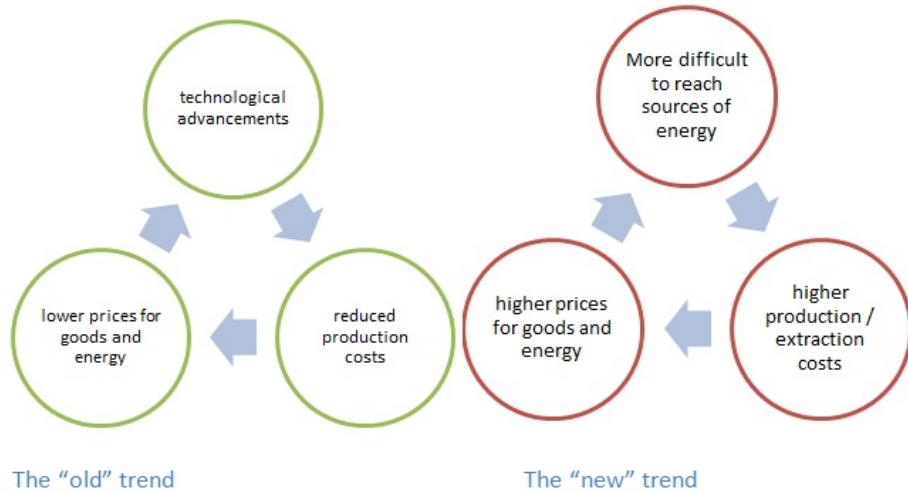 technological
advancements
reduced
production
costs
lower prices for
goods and
energy
The “old” trend
More difficult
to reach
sources of
energy
higher
production /
extraction
costs
higher prices
for goods and
energy
The “new” trend